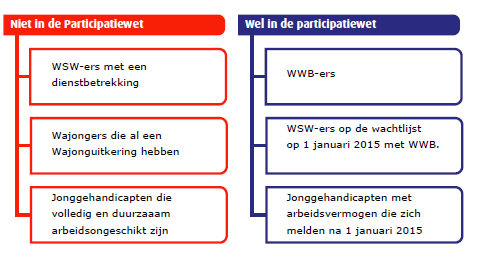 Niet in de Participatiewet
WSW-ers met een
dienstbetrekking
Wajongers die al een
Wajonguitkering hebben
Jonggehandicapten die
volledig en duurzaaam
arbeidsongeschikt zijn
Wel in de participatiewet
WWB-ers
WSW-ers op de wachtlijst
op 1 januari 2015 met WWB.
Jonggehandicapten met
arbeidsvermogen die zich
melden na 1 januari 2015